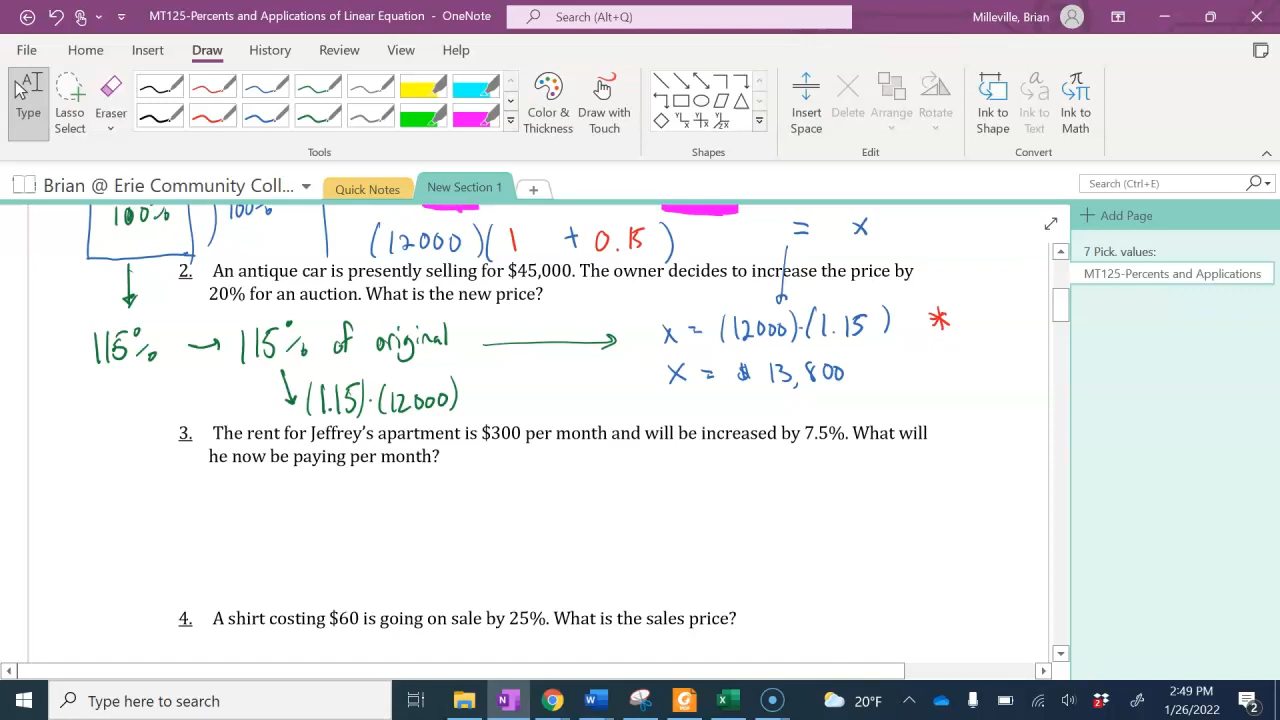 MT125-Percents and Applications of Linear Equation - OneNote
Search (Alt+Q)
Milleville, Brian
File Home Insert Draw History Review View Help
Type
Lasso Select
Eraser
Color & Thickness
Draw with Touch
Insert Space
Delete
Arrange
Rotate
Ink to Shape
Ink to Text
Ink to Math
Tools
Shapes
Edit
Convert
Brian @ Erie Community Coll...
Quick Notes
New Section 1
Search (Ctrl+E)
Add Page
7 Pick. values:
MT125-Percents and Applications
100% 100%
(12000)(1 + 0.15) = x
2. An antique car is presently selling for $45,000. The owner decides to increase the price by
20% for an auction. What is the new price?
115% → 115% of original → x = (12000)·(1.15) *
x = $ 13,800
(1.15)·(12000)
3. The rent for Jeffrey's apartment is $300 per month and will be increased by 7.5%. What will
he now be paying per month?
4. A shirt costing $60 is going on sale by 25%. What is the sales price?
Type here to search
20°F
2:49 PM
1/26/2022
2